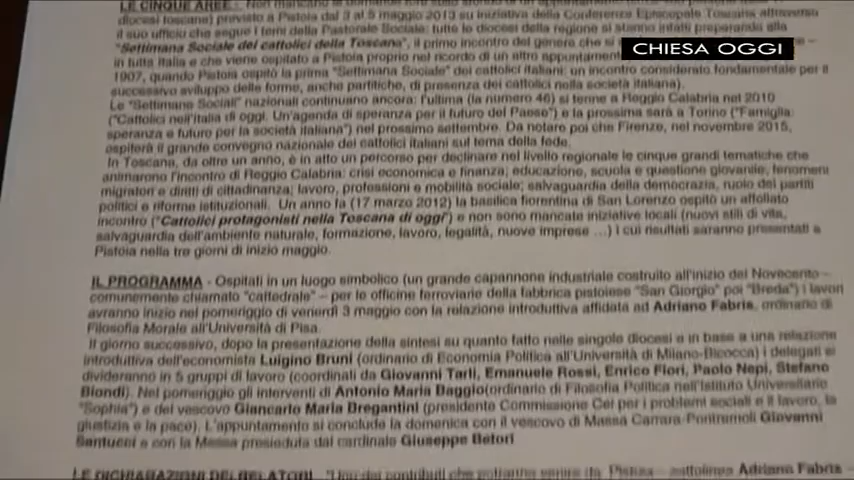 LE CINQUE AREE - Non mancano
diocesi toscana) previsto a Pistoia dal 3 al 5 maggio 2013 su iniziativa della Conferenza Episcopale Toscana attraverso
il suo ufficio che segue i temi della Pastorale Sociale: tutte le diocesi della regione si stanno infatti preparando alla
"Settimana Sociale dei cattolici della Toscana", il primo incontro del genere che si
CHIESA OGGI
in tutta Italia e che viene ospitato a Pistoia proprio nel ricordo di un altro appuntamento
1907, quando Pistoia ospitò la prima "Settimana Sociale" dei cattolici italiani: un incontro considerato fondamentale per il
successivo sviluppo delle forme, anche partitiche, di presenza dei cattolici nella società italiana).
Le "Settimane Sociali" nazionali continuano ancora: l'ultima (la numero 46) si tenne a Reggio Calabria nel 2010
("Cattolici nell'Italia di oggi. Un'agenda di speranza per il futuro del Paese") e la prossima sarà a Torino ("Famiglia:
speranza e futuro per la società italiana") nel prossimo settembre. Da notare poi che Firenze, nel novembre 2015,
ospiterà il grande convegno nazionale dei cattolici italiani sul tema della fede.
In Toscana, da oltre un anno, è in atto un percorso per declinare nel livello regionale le cinque grandi tematiche che
animarono l'incontro di Reggio Calabria: crisi economica e finanza; educazione, scuola e questione giovanile; fenomeni
migratori e diritti di cittadinanza; lavoro, professioni e mobilità sociale; salvaguardia della democrazia, ruolo dei partiti
politici e riforme istituzionali. Un anno fa (17 marzo 2012) la basilica fiorentina di San Lorenzo ospitò un affollato
incontro ("Cattolici protagonisti nella Toscana di oggi") e non sono mancate iniziative locali (nuovi stili di vita,
salvaguardia dell'ambiente naturale, formazione, lavoro, legalità, nuove imprese ...) i cui risultati saranno presentati a
Pistoia nella tre giorni di inizio maggio.
IL PROGRAMMA - Ospitati in un luogo simbolico (un grande capannone industriale costruito all'inizio del Novecento –
comunemente chiamato "cattedrale" – per le officine ferroviarie della fabbrica pistoiese "San Giorgio" poi "Breda") i lavori
avranno inizio nel pomeriggio di venerdì 3 maggio con la relazione introduttiva affidata ad Adriano Fabris, ordinario di
Filosofia Morale all'Università di Pisa.
Il giorno successivo, dopo la presentazione della sintesi su quanto fatto nelle singole diocesi e in base a una relazione
introduttiva dell'economista Luigino Bruni (ordinario di Economia Politica all'Università di Milano-Bicocca) i delegati si
divideranno in 5 gruppi di lavoro (coordinati da Giovanni Tarli, Emanuele Rossi, Enrico Fiori, Paolo Nepi, Stefano
Biondi). Nel pomeriggio gli interventi di Antonio Maria Baggio(ordinario di Filosofia Politica nell'Istituto Universitario
"Sophia") e del vescovo Giancarlo Maria Bregantini (presidente Commissione Cei per i problemi sociali e il lavoro, la
giustizia e la pace). L'appuntamento si conclude la domenica con il vescovo di Massa Carrara-Pontremoli Giovanni
Santucci e con la Messa presieduta dal cardinale Giuseppe Betori
LE DICHIARAZIONI DEI RELATORI - "Uno dei contributi che potranno venire da Pistoia – sottolinea Adriano Fabris –